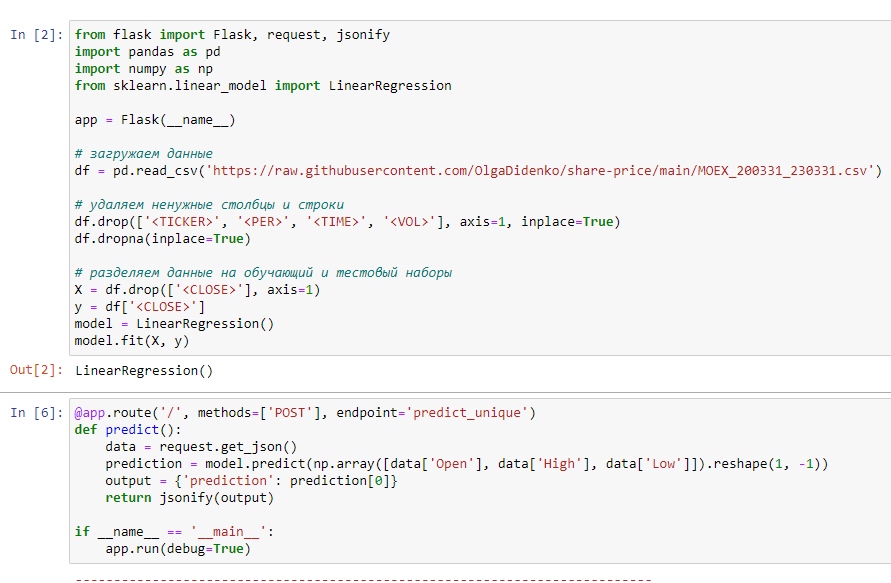 In [2]: from flask import Flask, request, jsonify
import pandas as pd
import numpy as np
from sklearn.linear_model import LinearRegression
app = Flask(__name__)
# загружаем данные
df = pd.read_csv('https://raw.githubusercontent.com/OlgaDidenko/share-price/main/MOEX_200331_230331.csv')
# удаляем ненужные столбцы и строки
df.drop(['<TICKER>', '<PER>', '<TIME>', '<VOL>'], axis=1, inplace=True)
df.dropna(inplace=True)
# разделяем данные на обучающий и тестовый наборы
X = df.drop(['<CLOSE>'], axis=1)
y = df['<CLOSE>']
model = LinearRegression()
model.fit(X, y)
Out[2]: LinearRegression()
In [6]: @app.route('/', methods=['POST'], endpoint='predict_unique')
def predict():
    data = request.get_json()
    prediction = model.predict(np.array([data['Open'], data['High'], data['Low']]).reshape(1, -1))
    output = {'prediction': prediction[0]}
    return jsonify(output)
if __name__ == '__main__':
    app.run(debug=True)
---------------------------------------------------------------------------